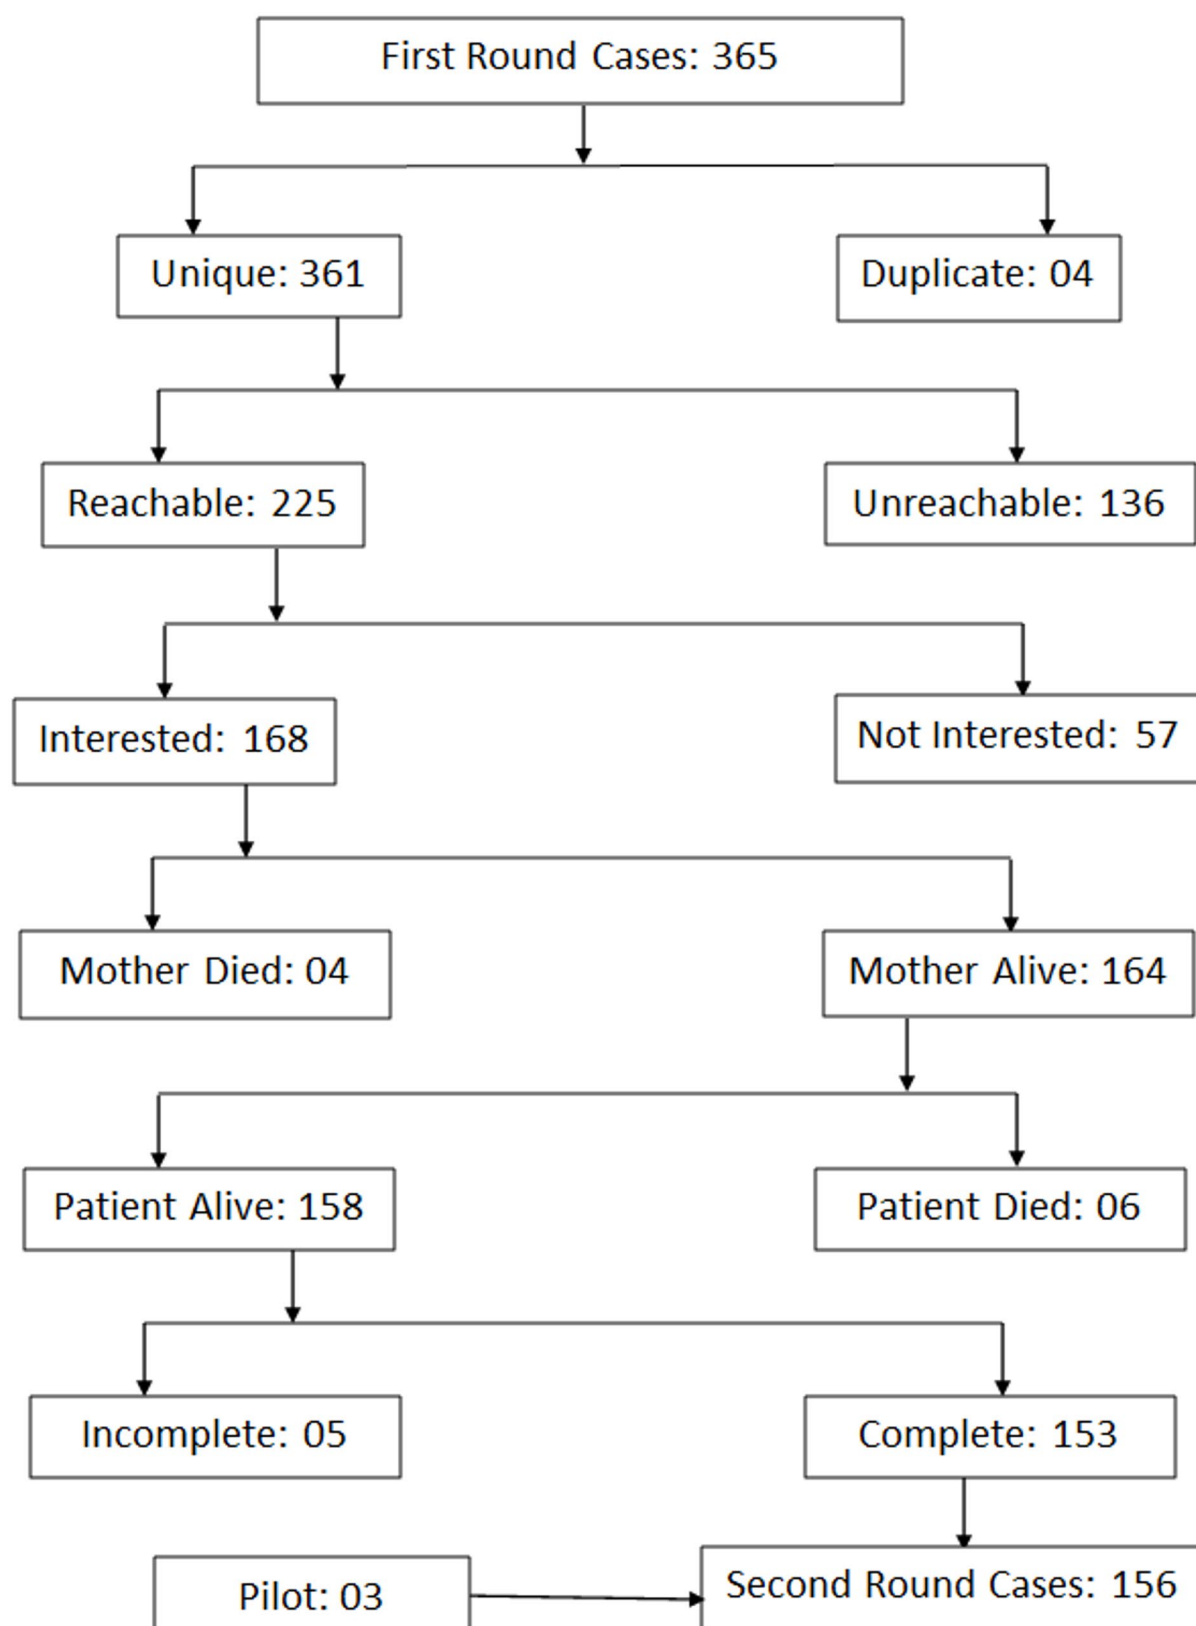 First Round Cases: 365
Unique: 361
Duplicate: 04
Reachable: 225
Unreachable: 136
Interested: 168
Not Interested: 57
Mother Died: 04
Mother Alive: 164
Patient Alive: 158
Patient Died: 06
Incomplete: 05
Complete: 153
Pilot: 03
Second Round Cases: 156